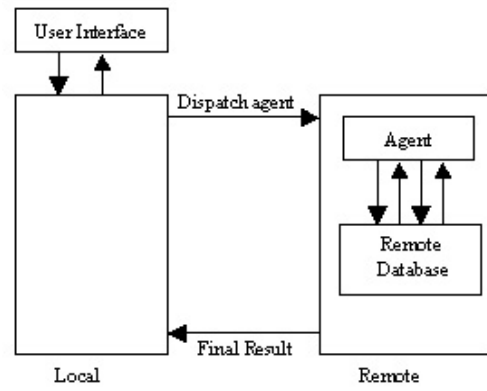 User Interface
Dispatch agent
Agent
Remote
Database
Final Result
Local
Remote